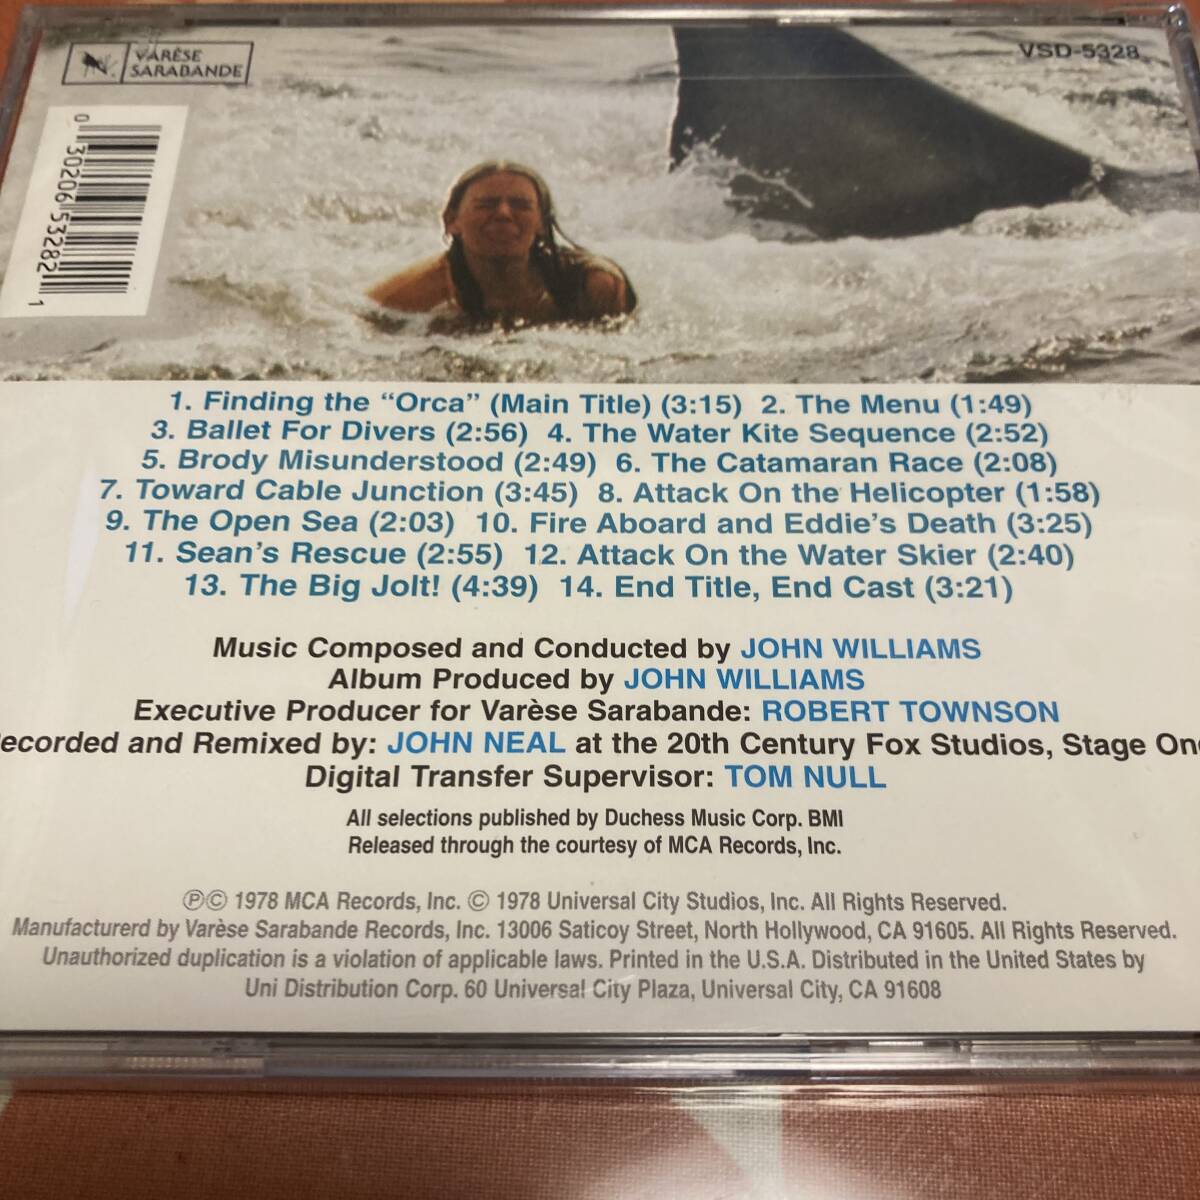 VARÈSE
SARABANDE
VSD-5328
0 30206 53282 1
1. Finding the “Orca” (Main Title) (3:15) 2. The Menu (1:49)
3. Ballet For Divers (2:56) 4. The Water Kite Sequence (2:52)
5. Brody Misunderstood (2:49) 6. The Catamaran Race (2:08)
7. Toward Cable Junction (3:45) 8. Attack On the Helicopter (1:58)
9. The Open Sea (2:03) 10. Fire Aboard and Eddie’s Death (3:25)
11. Sean’s Rescue (2:55) 12. Attack On the Water Skier (2:40)
13. The Big Jolt! (4:39) 14. End Title, End Cast (3:21)
Music Composed and Conducted by JOHN WILLIAMS
Album Produced by JOHN WILLIAMS
Executive Producer for Varèse Sarabande: ROBERT TOWNSON
Recorded and Remixed by: JOHN NEAL at the 20th Century Fox Studios, Stage One
Digital Transfer Supervisor: TOM NULL
All selections published by Duchess Music Corp. BMI
Released through the courtesy of MCA Records, Inc.
℗© 1978 MCA Records, Inc. © 1978 Universal City Studios, Inc. All Rights Reserved.
Manufacturerd by Varèse Sarabande Records, Inc. 13006 Saticoy Street, North Hollywood, CA 91605. All Rights Reserved.
Unauthorized duplication is a violation of applicable laws. Printed in the U.S.A. Distributed in the United States by
Uni Distribution Corp. 60 Universal City Plaza, Universal City, CA 91608